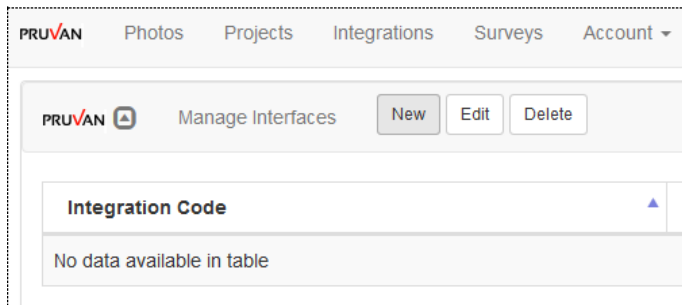 PRUVAN Photos Projects Integrations Surveys Account
PRUVAN Manage Interfaces New Edit Delete
Integration Code
No data available in table